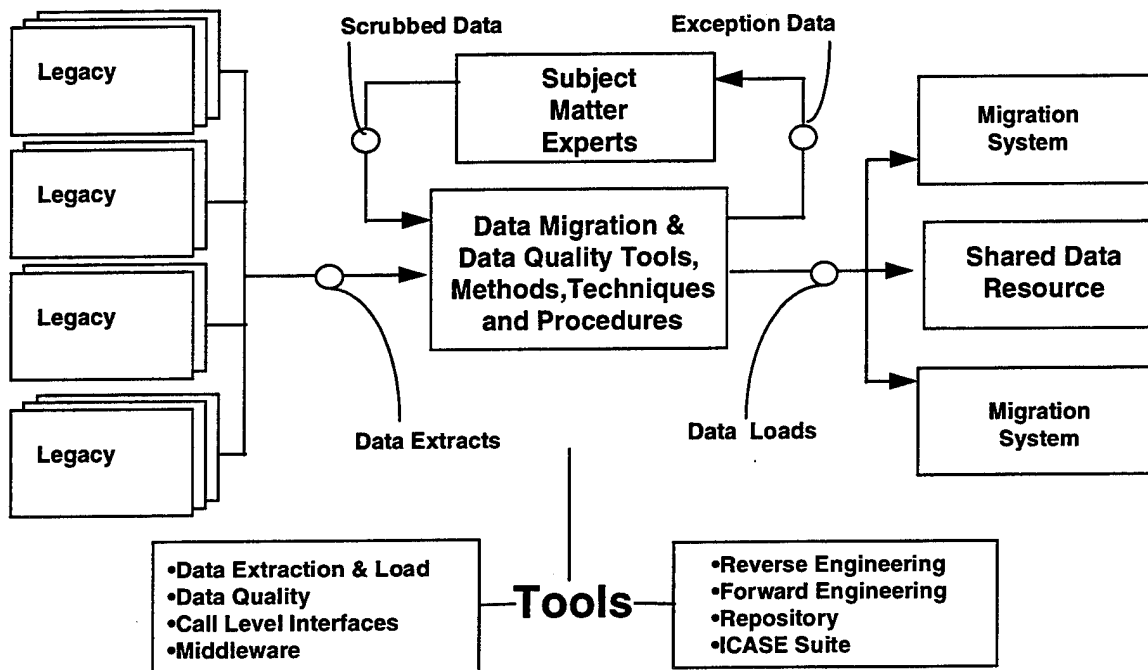 Scrubbed Data
Exception Data
Legacy
Legacy
Legacy
Legacy
Subject
Matter
Experts
Data Migration &
Data Quality Tools,
Methods,Techniques
and Procedures
Migration
System
Shared Data
Resource
Migration
System
Data Extracts
Data Loads
•Data Extraction & Load
•Data Quality
•Call Level Interfaces
•Middleware
Tools
•Reverse Engineering
•Forward Engineering
•Repository
•ICASE Suite